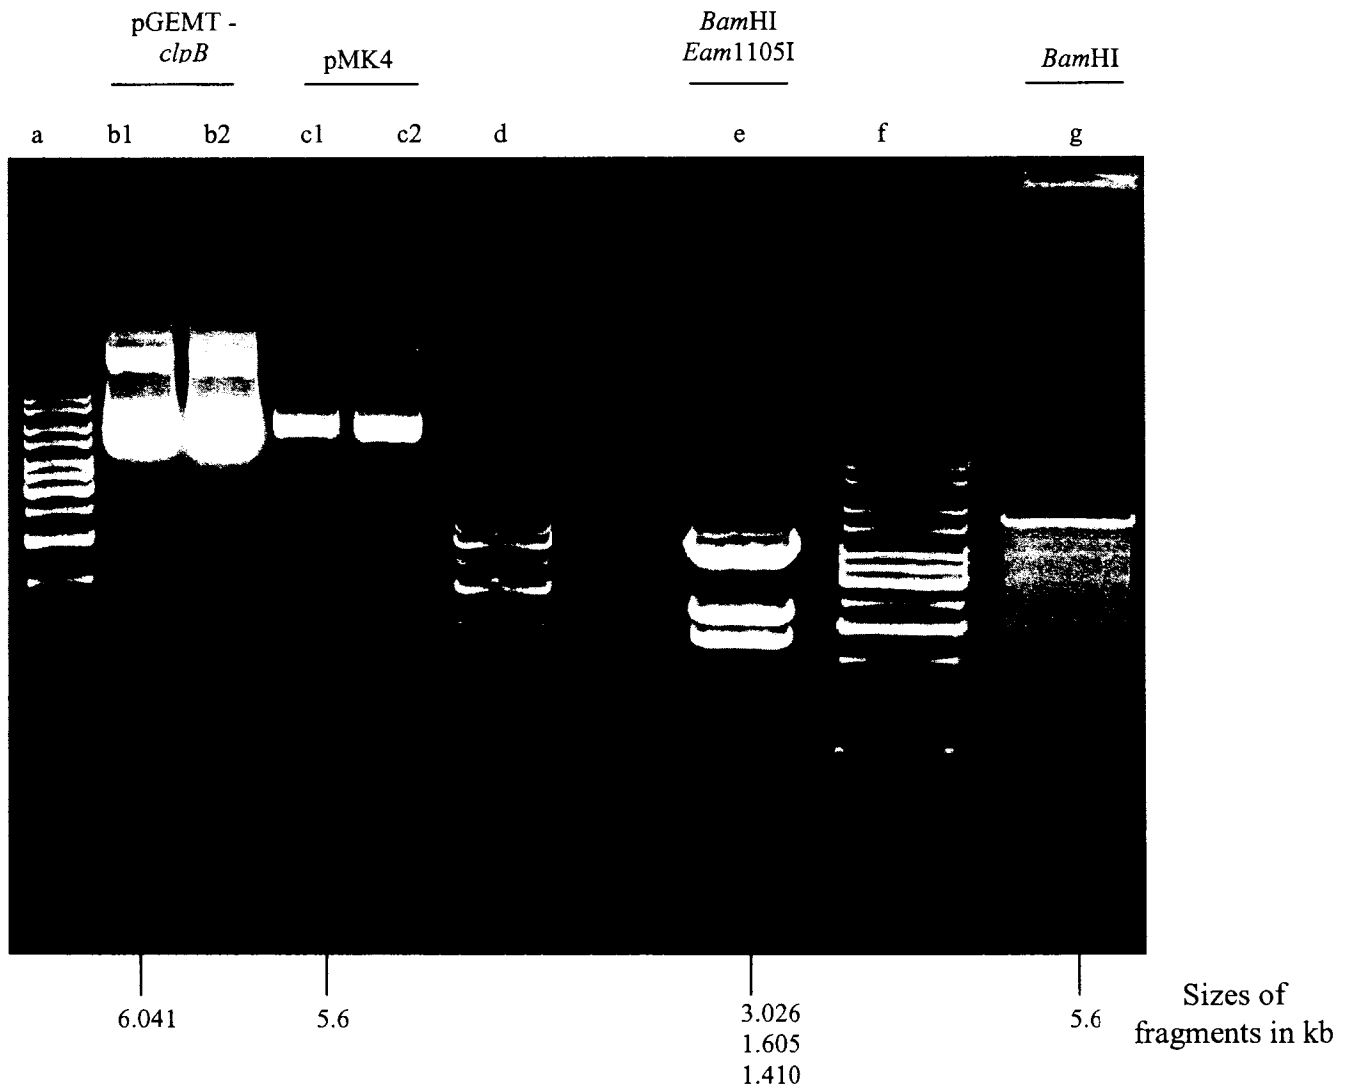 pGEMT -
clpB
pMK4
BamHI
Eam1105I
BamHI
a b1 b2 c1 c2 d e f g
6.041
5.6
3.026
1.605
1.410
5.6
Sizes of
fragments in kb